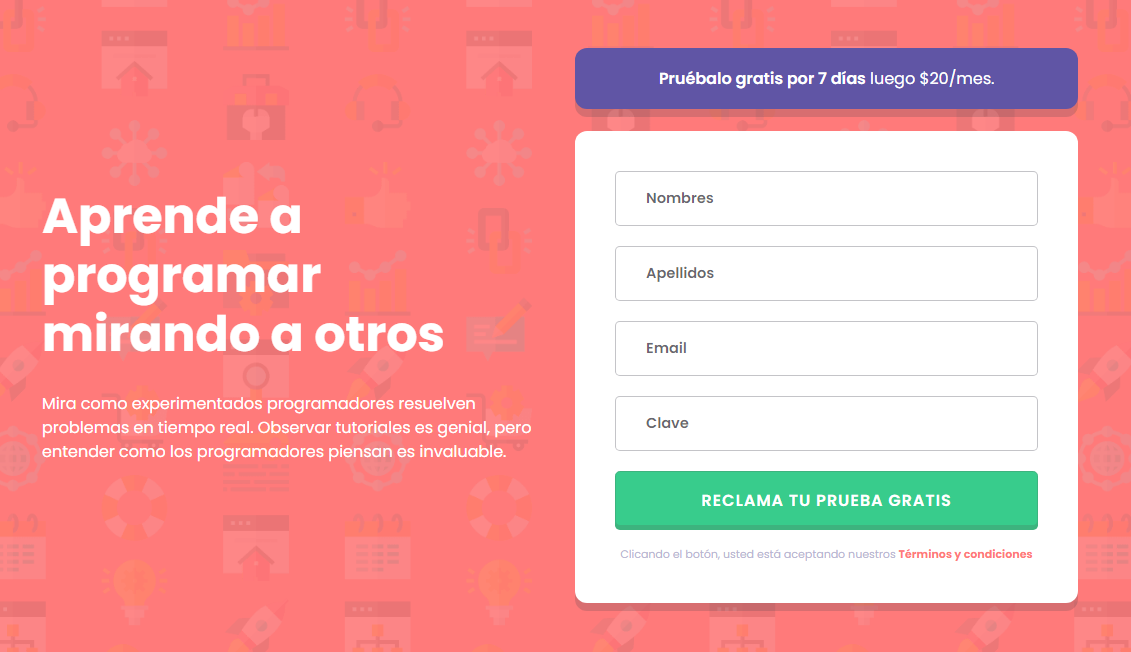 Aprende a
programar
mirando a otros
Mira como experimentados programadores resuelven
problemas en tiempo real. Observar tutoriales es genial, pero
entender como los programadores piensan es invaluable.
Pruébalo gratis por 7 días luego $20/mes.
Nombres
Apellidos
Email
Clave
RECLAMA TU PRUEBA GRATIS
Clicando el botón, usted está aceptando nuestros Términos y condiciones